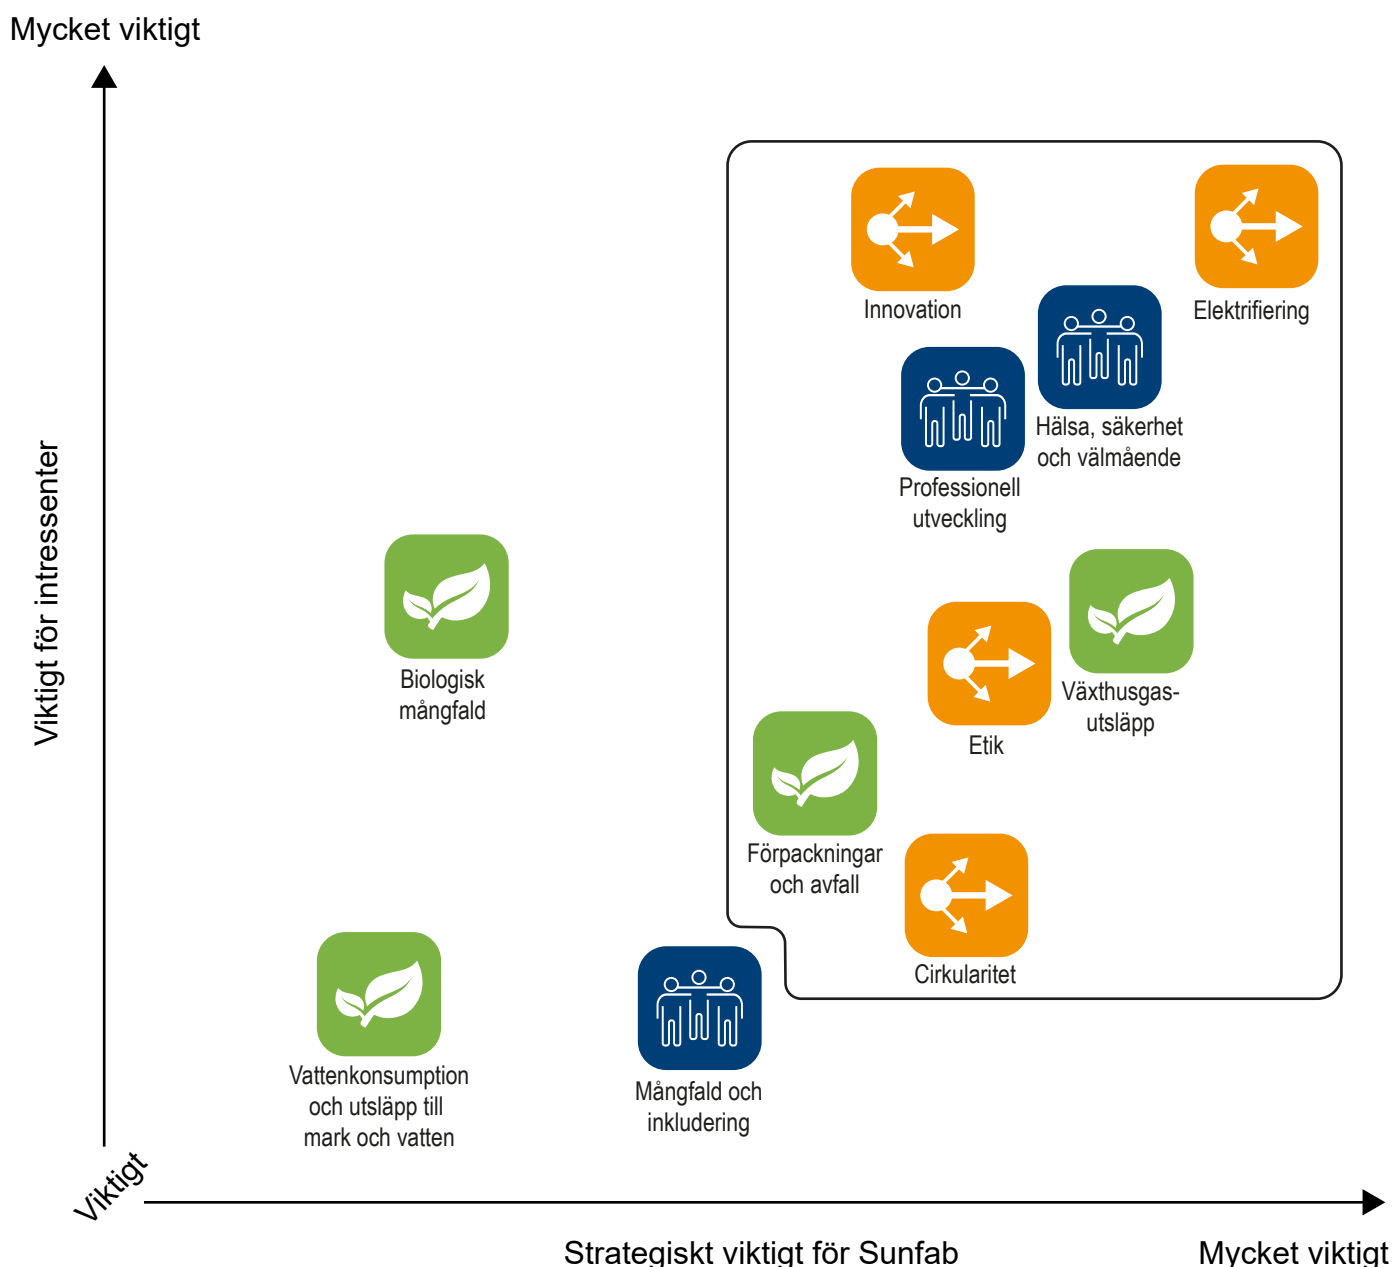 Mycket viktigt
Viktigt för intressenter
Innovation
Elektrifiering
Hälsa, säkerhet
och välmående
Professionell
utveckling
Biologisk
mångfald
Växthusgas-
utsläpp
Etik
Förpackningar
och avfall
Cirkularitet
Vattenkonsumption
och utsläpp till
mark och vatten
Mångfald och
inkludering
Viktigt
Strategiskt viktigt för Sunfab
Mycket viktigt